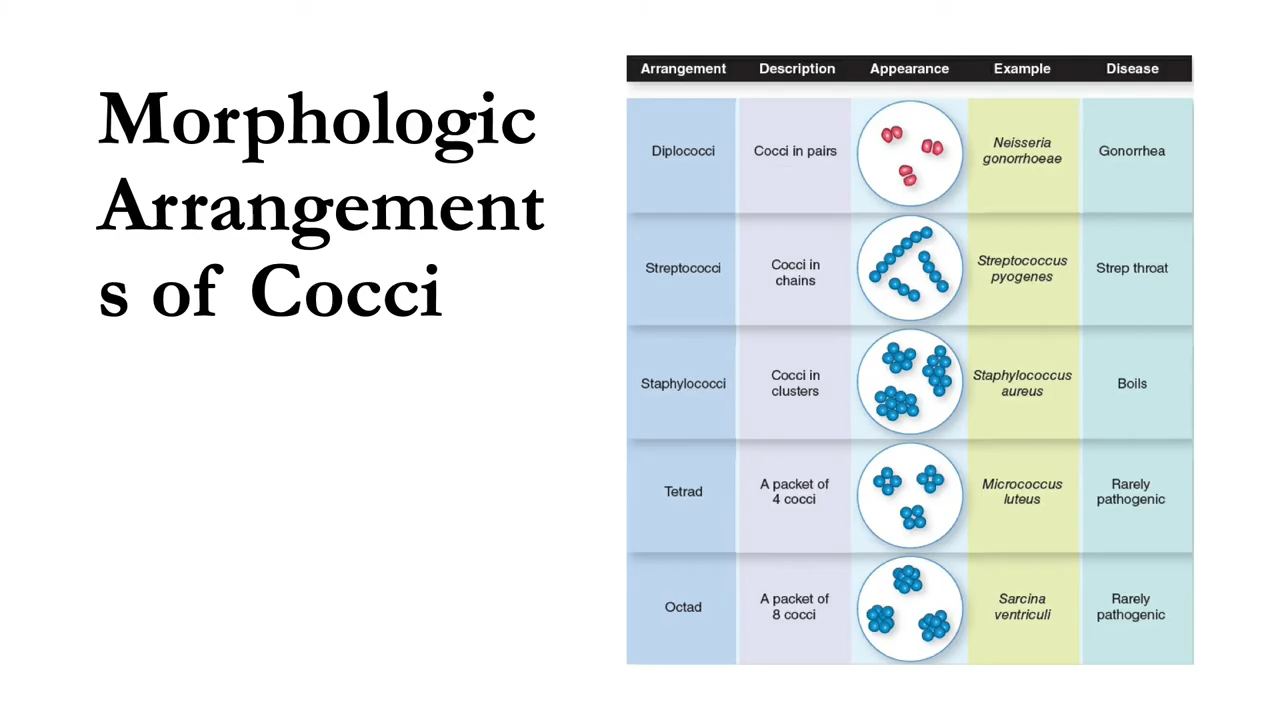 Morphologic
Arrangement
s of Cocci
Arrangement Description Appearance Example Disease
Diplococci
Cocci in pairs
Neisseria
gonorrhoeae
Gonorrhea
Streptococci
Cocci in
chains
Streptococcus
pyogenes
Strep throat
Staphylococci
Cocci in
clusters
Staphylococcus
aureus
Boils
Tetrad
A packet of
4 cocci
Micrococcus
luteus
Rarely
pathogenic
Octad
A packet of
8 cocci
Sarcina
ventriculi
Rarely
pathogenic